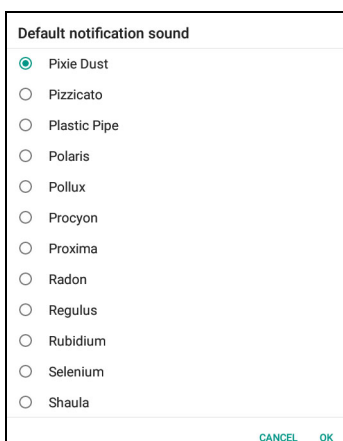 Default notification sound
Pixie Dust
Pizzicato
Plastic Pipe
Polaris
Pollux
Procyon
Proxima
Radon
Regulus
Rubidium
Selenium
Shaula
CANCEL OK